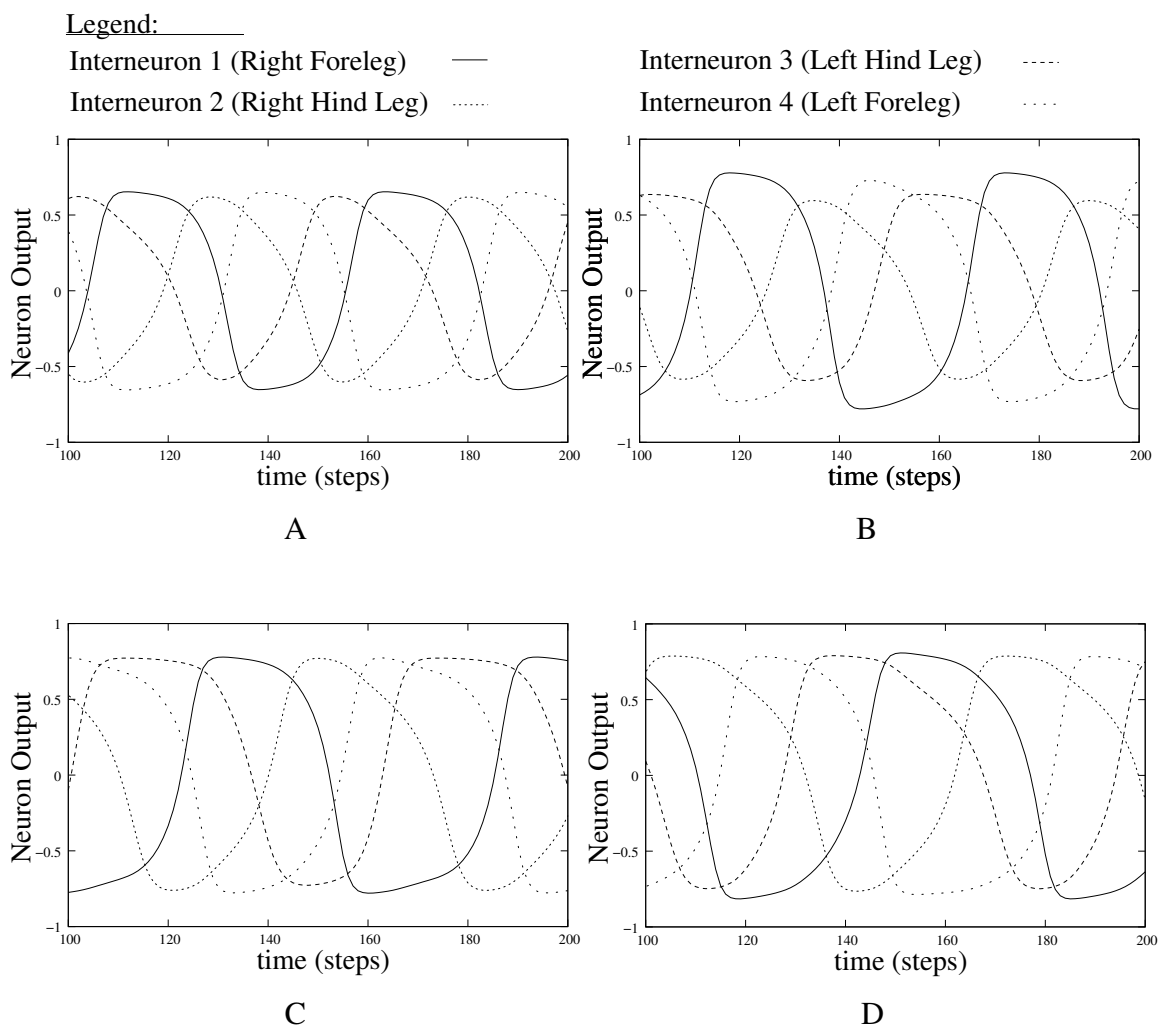 Legend:
Interneuron 1 (Right Foreleg)
Interneuron 3 (Left Hind Leg)
Interneuron 2 (Right Hind Leg)
Interneuron 4 (Left Foreleg)
1
0.5
0
−0.5
−1
Neuron Output
100 120 140 160 180 200
time (steps)
A
1
0.5
0
−0.5
−1
Neuron Output
100 120 140 160 180 200
time (steps)
B
1
0.5
0
−0.5
−1
Neuron Output
100 120 140 160 180 200
time (steps)
C
1
0.5
0
−0.5
−1
Neuron Output
100 120 140 160 180 200
time (steps)
D